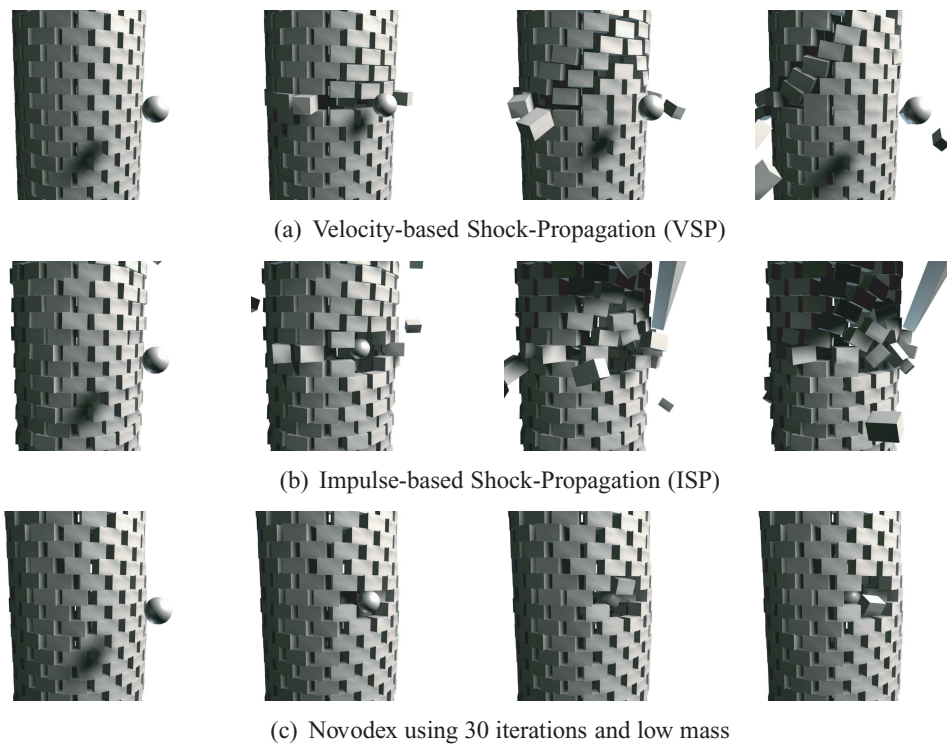 (a) Velocity-based Shock-Propagation (VSP)
(b) Impulse-based Shock-Propagation (ISP)
(c) Novodex using 30 iterations and low mass